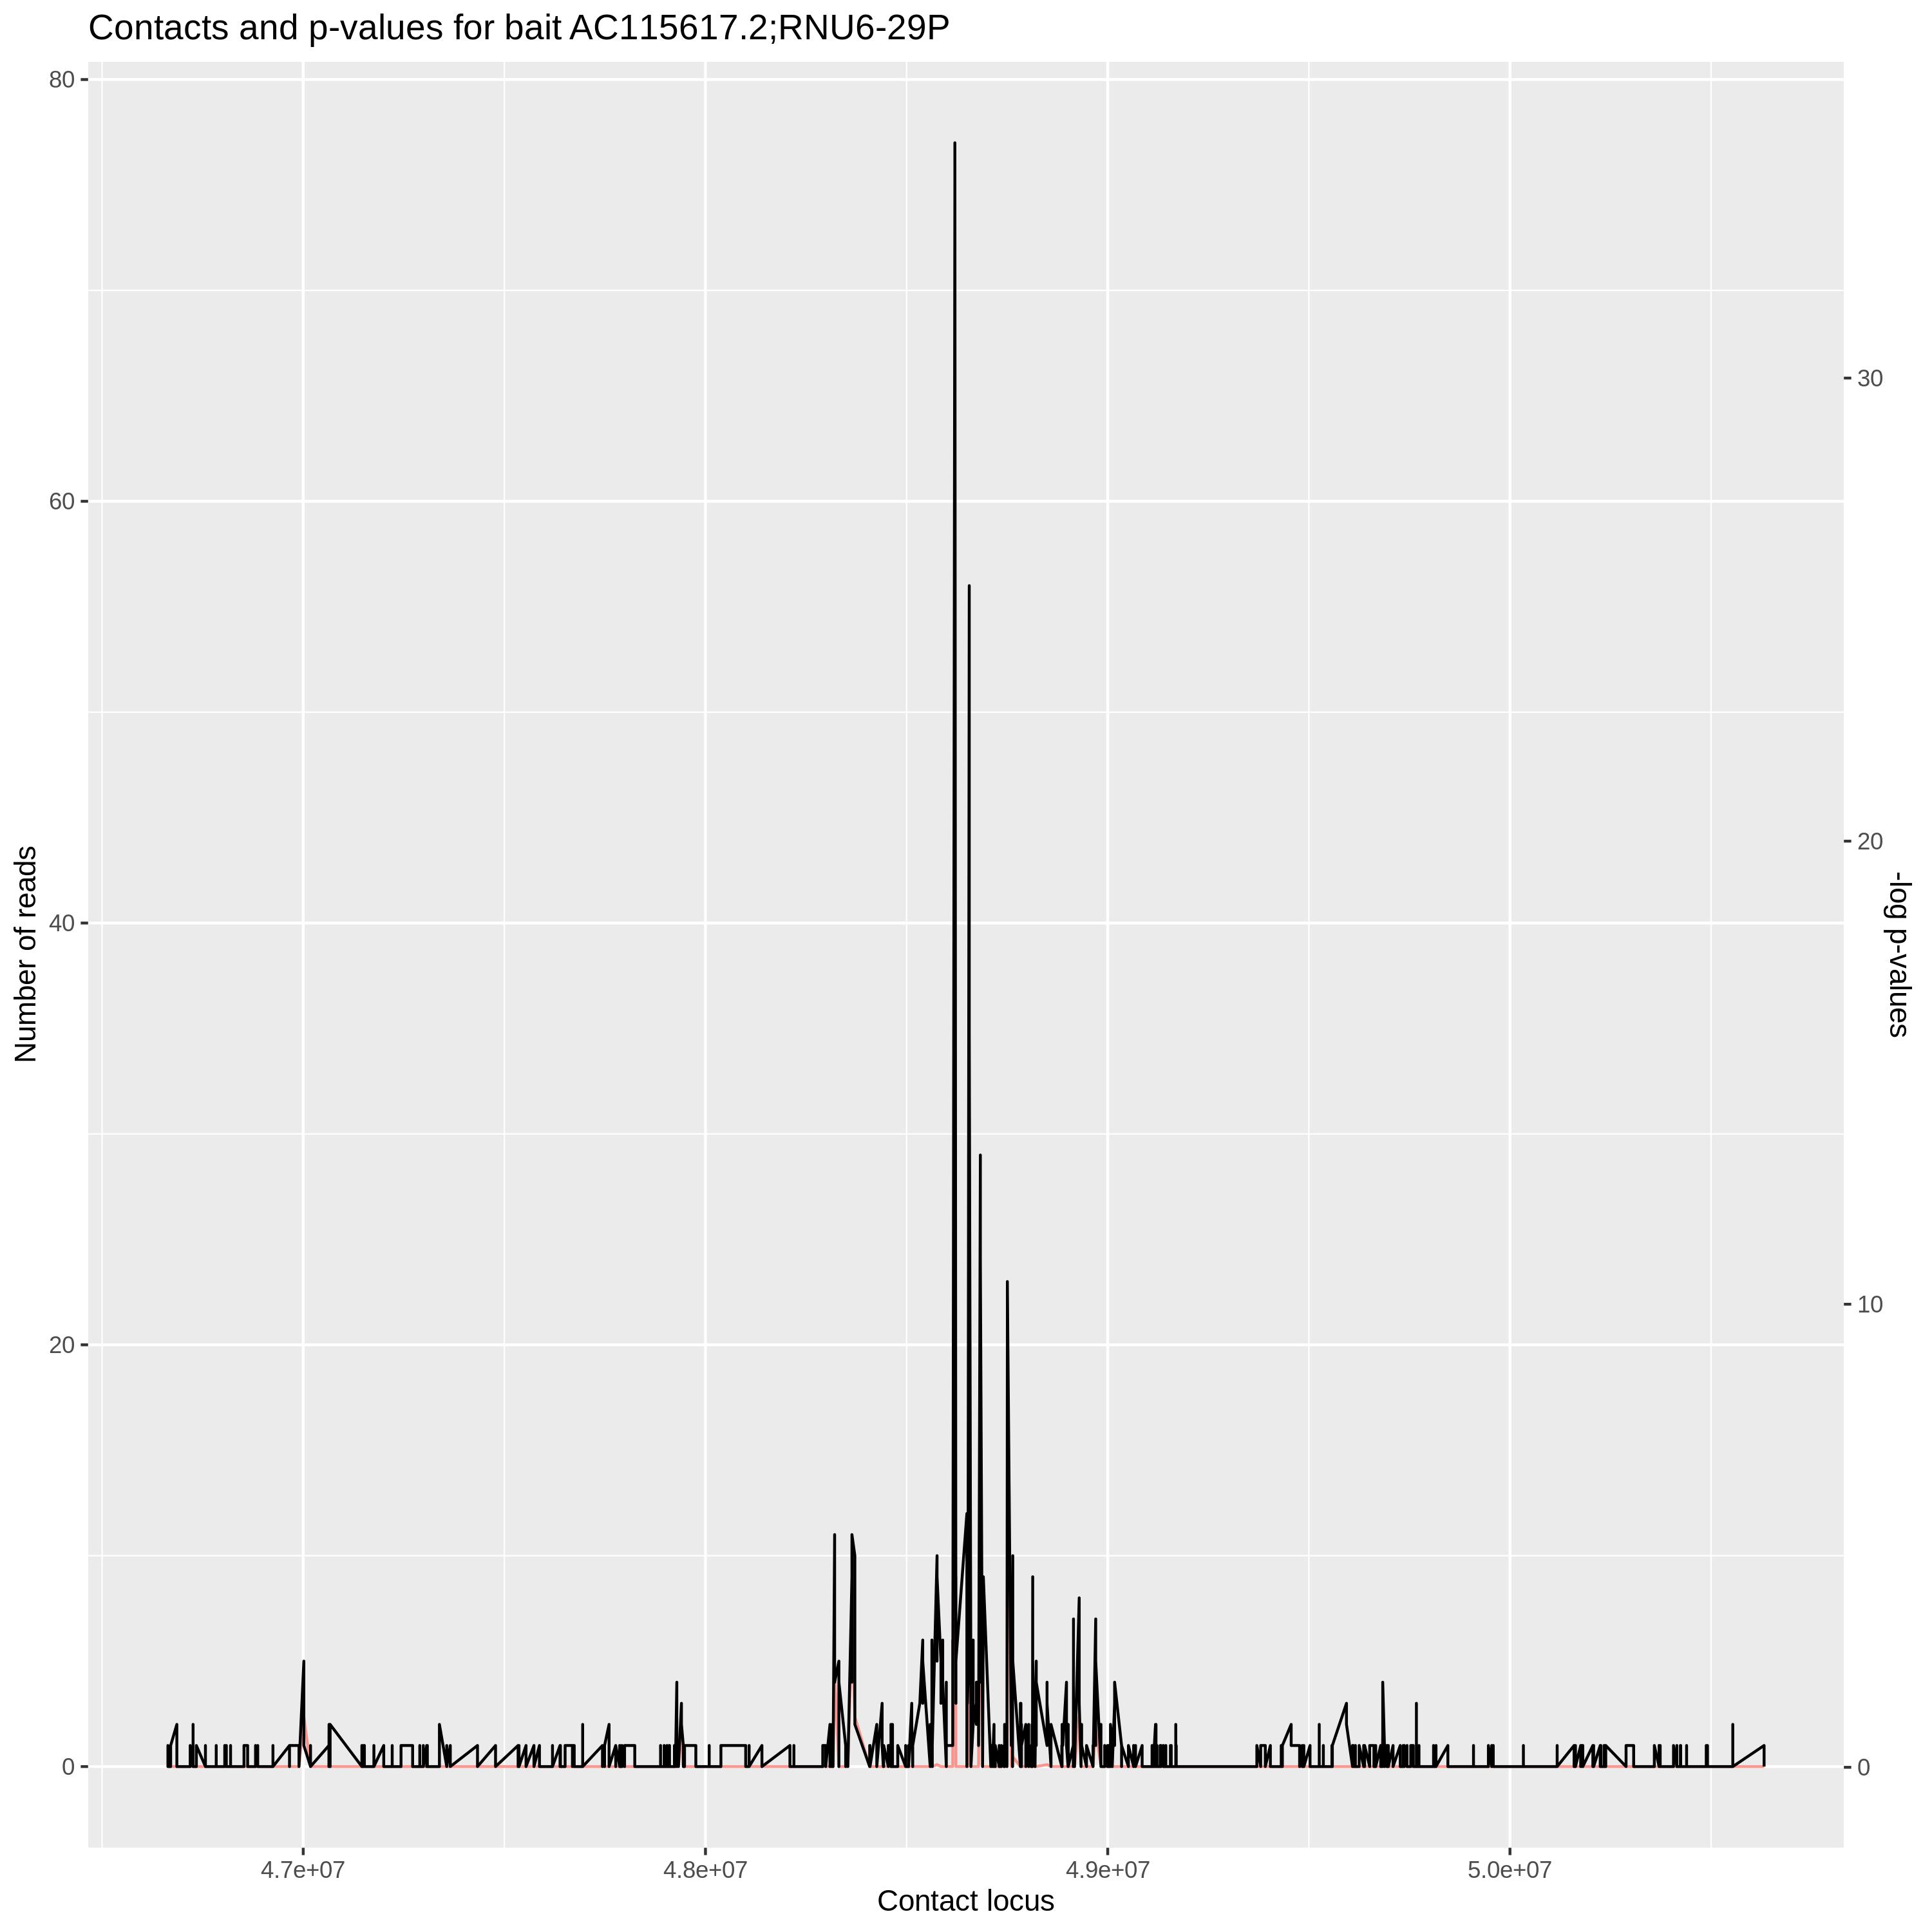 Contacts and p-values for bait AC115617.2;RNU6-29P
80
60
40
20
0
Number of reads
30
20
10
0
-log p-values
4.7e+07 4.8e+07 4.9e+07 5.0e+07
Contact locus